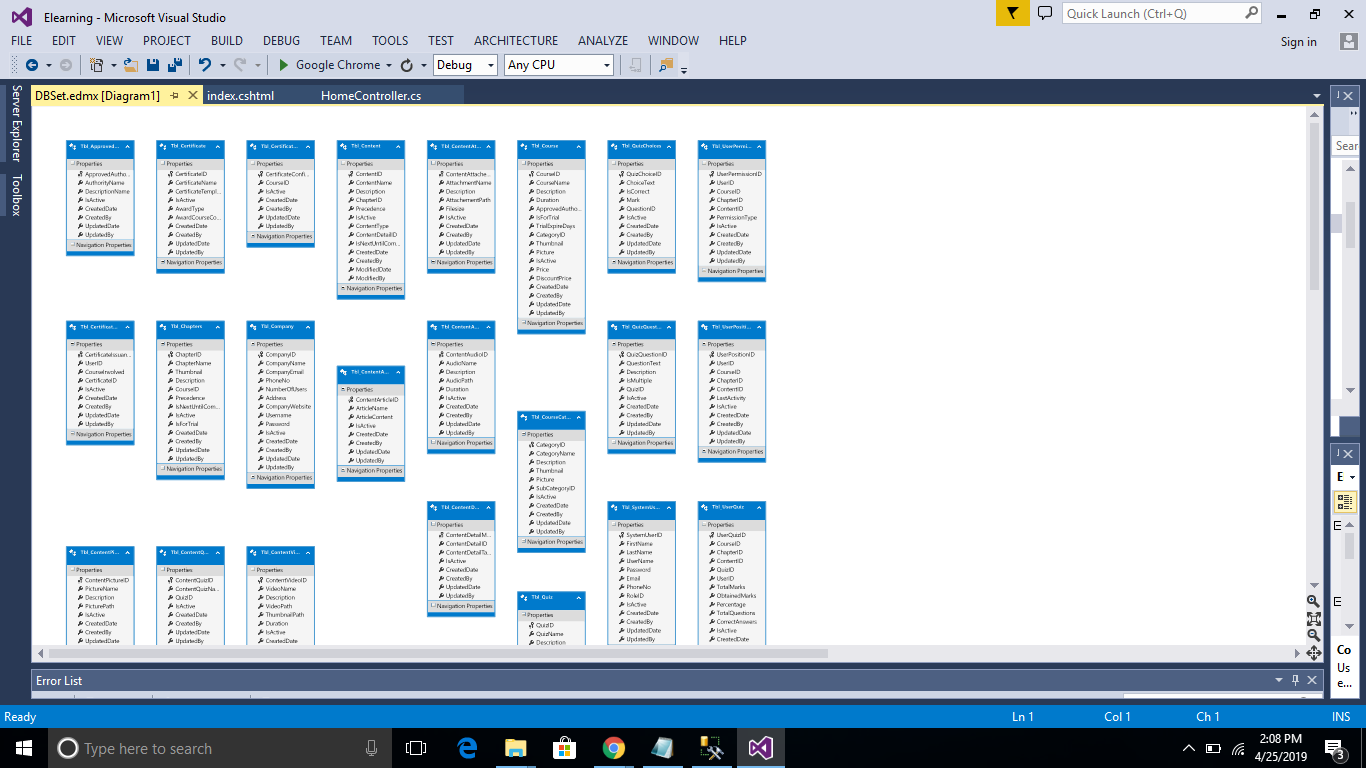 Elearning - Microsoft Visual Studio
Quick Launch (Ctrl+Q)
FILE EDIT VIEW PROJECT BUILD DEBUG TEAM TOOLS TEST ARCHITECTURE ANALYZE WINDOW HELP
Sign in
Google Chrome Debug Any CPU
Server Explorer
Toolbox
DBSet.edmx [Diagram1] index.cshtml HomeController.cs
Sear
Tbl_Approved...
Properties
ApprovedAutho...
AuthorityName
DescriptionName
IsActive
CreatedDate
CreatedBy
UpdatedDate
UpdatedBy
Navigation Properties
Tbl_Certificate
Properties
CertificateID
CertificateName
CertificateTempl...
IsActive
AwardType
AwardCourseCo...
CreatedDate
CreatedBy
UpdatedDate
UpdatedBy
Navigation Properties
Tbl_Certificat...
Properties
CertificateConfi...
CourseID
IsActive
CreatedDate
CreatedBy
UpdatedDate
UpdatedBy
Navigation Properties
Tbl_Content
Properties
ContentID
ContentName
Description
ChapterID
Precedence
IsActive
ContentType
ContentDetailID
IsNextUntilCom...
CreatedDate
CreatedBy
ModifiedDate
ModifiedBy
Navigation Properties
Tbl_ContentAt...
Properties
ContentAttache...
AttachmentName
Description
AttachementPath
Filesize
IsActive
CreatedDate
CreatedBy
UpdatedDate
UpdatedBy
Navigation Properties
Tbl_Course
Properties
CourseID
CourseName
Description
Duration
ApprovedAutho...
IsForTrial
TrialExpireDays
CategoryID
Thumbnail
Picture
IsActive
Price
DiscountPrice
CreatedDate
CreatedBy
UpdatedDate
UpdatedBy
Navigation Properties
Tbl_QuizChoices
Properties
QuizChoiceID
ChoiceText
IsCorrect
Mark
QuestionID
IsActive
CreatedDate
CreatedBy
UpdatedDate
UpdatedBy
Navigation Properties
Tbl_UserPermi...
Properties
UserPermissionID
UserID
CourseID
ChapterID
ContentID
PermissionType
IsActive
CreatedDate
CreatedBy
UpdatedDate
UpdatedBy
Navigation Properties
Tbl_Certificat...
Properties
CertificateIssuan...
UserID
CourseInvolved
CertificateID
IsActive
CreatedDate
CreatedBy
UpdatedDate
UpdatedBy
Navigation Properties
Tbl_Chapters
Properties
ChapterID
ChapterName
Thumbnail
Description
CourseID
Precedence
IsNextUntilCom...
IsActive
IsForTrial
CreatedDate
CreatedBy
UpdatedDate
UpdatedBy
Navigation Properties
Tbl_Company
Properties
CompanyID
CompanyName
CompanyEmail
PhoneNo
NumberOfUsers
Address
CompanyWebsite
Username
Password
IsActive
CreatedDate
CreatedBy
UpdatedDate
UpdatedBy
Navigation Properties
Tbl_ContentA...
Properties
ContentArticleID
ArticleName
ArticleContent
IsActive
CreatedDate
CreatedBy
UpdatedDate
UpdatedBy
Navigation Properties
Tbl_ContentA...
Properties
ContentAudioID
AudioName
Description
AudioPath
Duration
IsActive
CreatedDate
CreatedBy
UpdatedDate
UpdatedBy
Navigation Properties
Tbl_CourseCat...
Properties
CategoryID
CategoryName
Description
Thumbnail
Picture
SubCategoryID
IsActive
CreatedDate
CreatedBy
UpdatedDate
UpdatedBy
Navigation Properties
Tbl_QuizQuest...
Properties
QuizQuestionID
QuestionText
Description
IsMultiple
QuizID
IsActive
CreatedDate
CreatedBy
UpdatedDate
UpdatedBy
Navigation Properties
Tbl_UserPositi...
Properties
UserPositionID
UserID
CourseID
ChapterID
ContentID
LastActivity
IsActive
CreatedDate
CreatedBy
UpdatedDate
UpdatedBy
Navigation Properties
Tbl_ContentPi...
Properties
ContentPictureID
PictureName
Description
PicturePath
IsActive
CreatedDate
CreatedBy
UpdatedDate
Tbl_ContentQ...
Properties
ContentQuizID
ContentQuizNa...
QuizID
IsActive
CreatedDate
CreatedBy
UpdatedDate
UpdatedBy
Tbl_ContentVi...
Properties
ContentVideoID
VideoName
Description
VideoPath
ThumbnailPath
Duration
IsActive
CreatedDate
Tbl_ContentD...
Properties
ContentDetailM...
ContentDetailID
ContentDetailTa...
IsActive
CreatedDate
CreatedBy
UpdatedDate
UpdatedBy
Navigation Properties
Tbl_Quiz
Properties
QuizID
QuizName
Description
Tbl_SystemUs...
Properties
SystemUserID
FirstName
LastName
UserName
Password
Email
PhoneNo
RoleID
IsActive
CreatedDate
CreatedBy
UpdatedDate
UpdatedBy
Tbl_UserQuiz
Properties
UserQuizID
CourseID
ChapterID
ContentID
QuizID
UserID
TotalMarks
ObtainedMarks
Percentage
TotalQuestions
CorrectAnswers
IsActive
CreatedDate
E
Co
Us
e...
Error List
Ready Ln 1 Col 1 Ch 1 INS
Type here to search
2:08 PM
4/25/2019
3